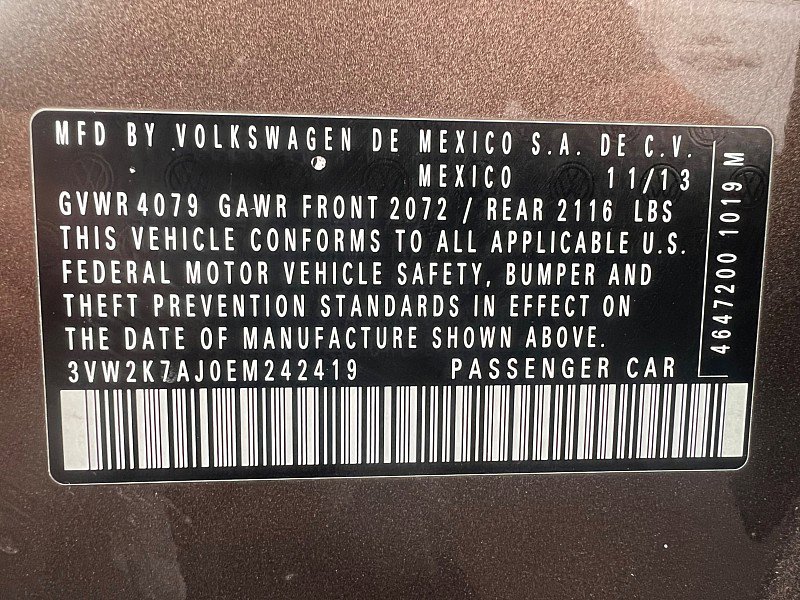 MFD BY VOLKSWAGEN DE MEXICO S.A. DE C.V.
MEXICO 11/13
GVWR 4079 GAWR FRONT 2072 / REAR 2116 LBS
THIS VEHICLE CONFORMS TO ALL APPLICABLE U.S.
FEDERAL MOTOR VEHICLE SAFETY, BUMPER AND
THEFT PREVENTION STANDARDS IN EFFECT ON
THE DATE OF MANUFACTURE SHOWN ABOVE.
3VW2K7AJ0EM242419 PASSENGER CAR
4647200 1019 M